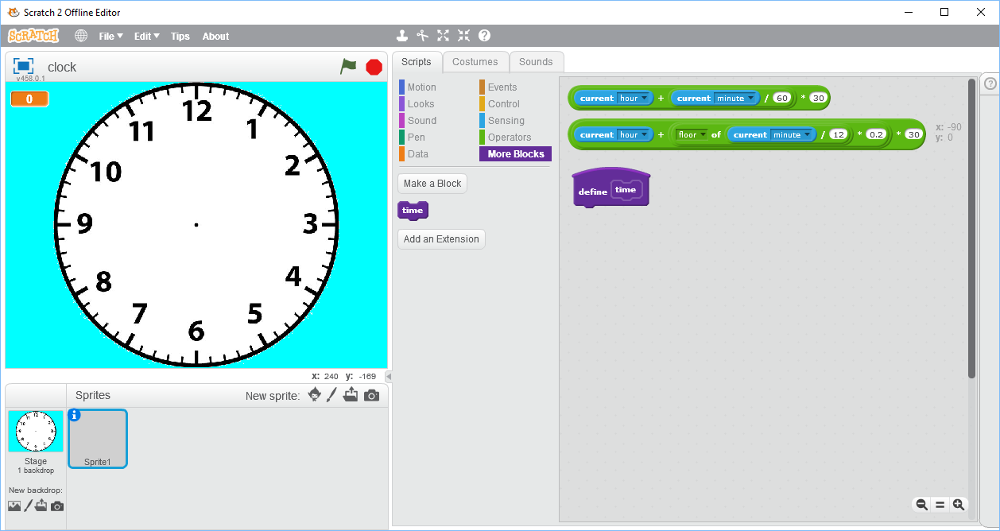 Scratch 2 Offline Editor
SCRATCH File Edit Tips About
clock
v458.0.1
0
12
11 1
10 2
9 3
8 4
7 5
6
x: 240 y: -169
Sprites New sprite:
Sprite1
Stage
1 backdrop
New backdrop:
Scripts Costumes Sounds
Motion Events
Looks Control
Sound Sensing
Pen Operators
Data More Blocks
Make a Block
time
Add an Extension
current hour + current minute / 60 * 30
current hour + floor of current minute / 12 * 0.2 * 30
x: -90
y: 0
define time